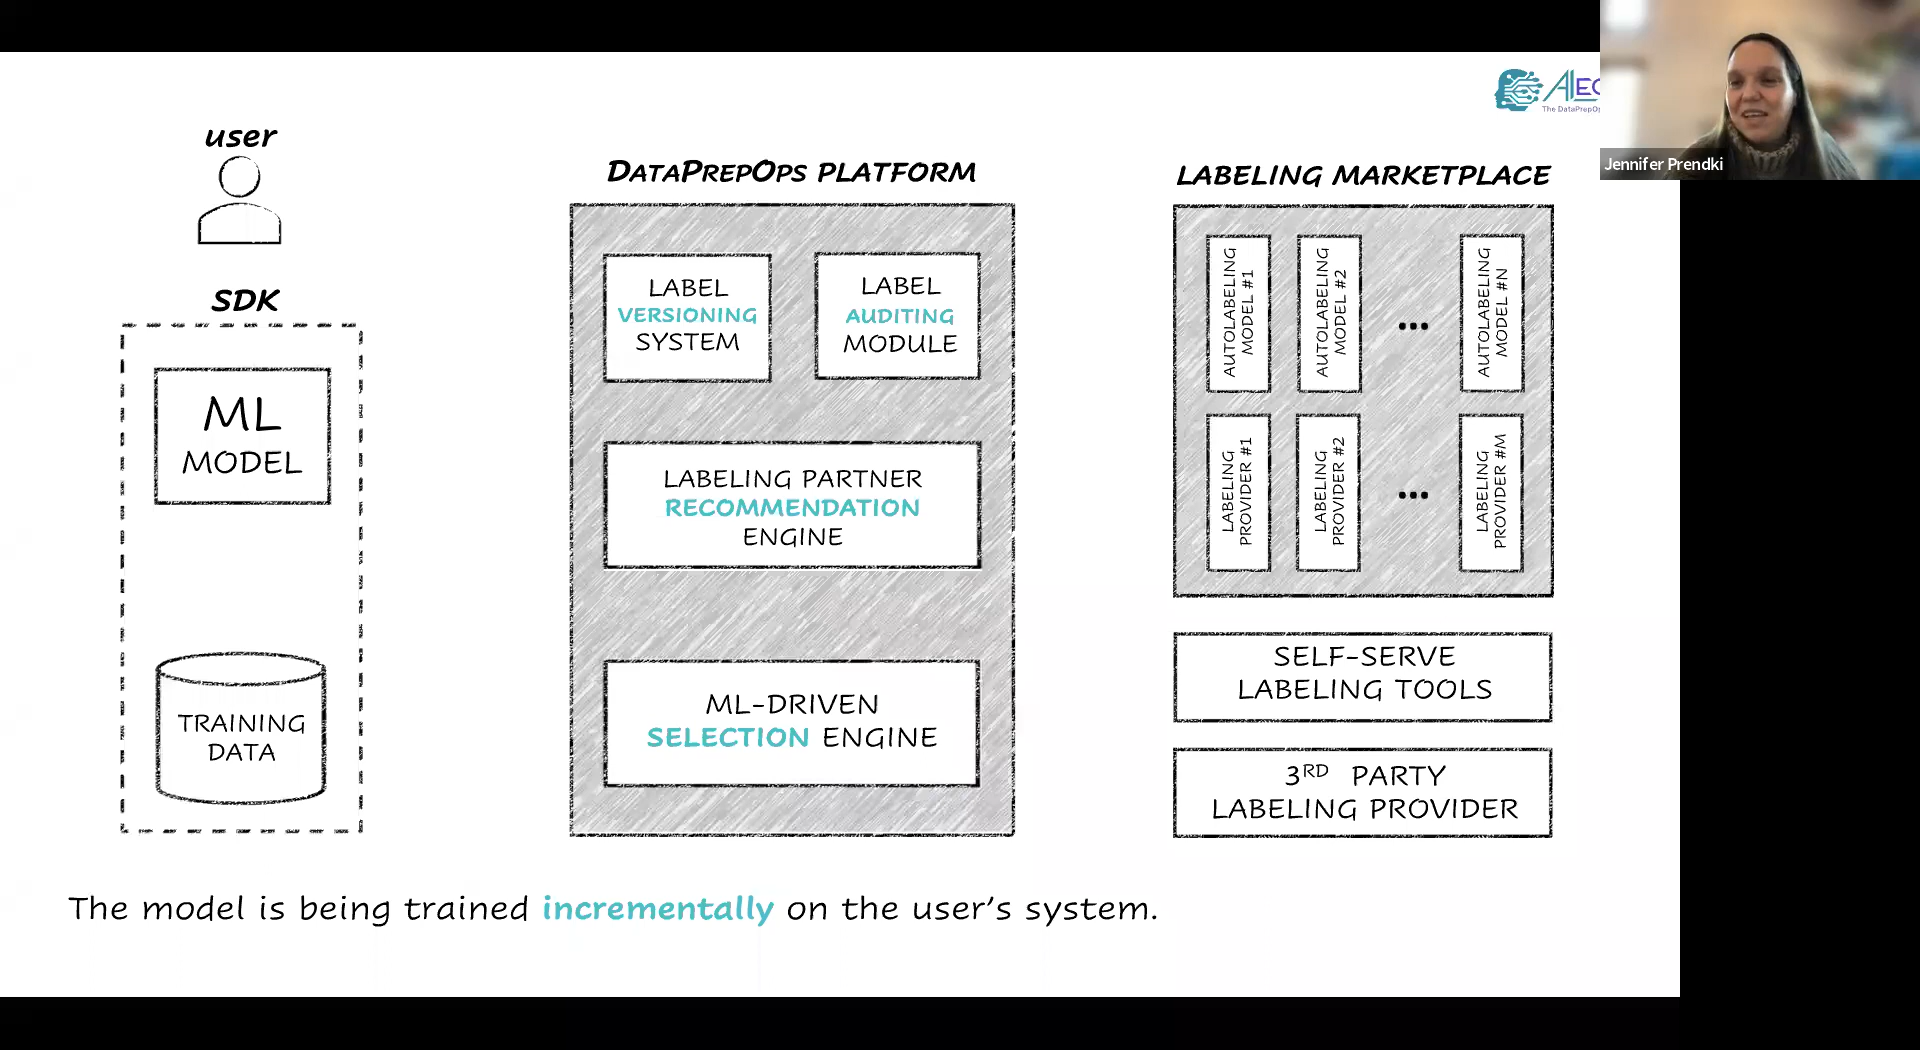 AIE
The DataPrepOp
Jennifer Prendki
user
SDK
ML
MODEL
TRAINING
DATA
DATAPREPOPS PLATFORM
LABEL
VERSIONING
SYSTEM
LABEL
AUDITING
MODULE
LABELING PARTNER
RECOMMENDATION
ENGINE
ML-DRIVEN
SELECTION ENGINE
LABELING MARKETPLACE
AUTOLABELING
MODEL #1
AUTOLABELING
MODEL #2
...
AUTOLABELING
MODEL #N
LABELING
PROVIDER #1
LABELING
PROVIDER #2
...
LABELING
PROVIDER #M
SELF-SERVE
LABELING TOOLS
3RD PARTY
LABELING PROVIDER
The model is being trained incrementally on the user's system.